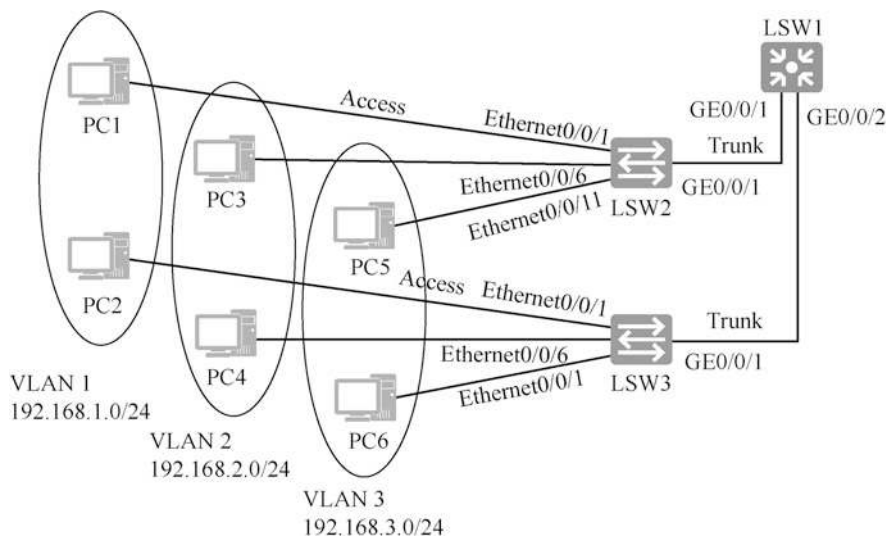 LSW1
PC1
Access
Ethernet0/0/1
GE0/0/1
GE0/0/2
PC3
Ethernet0/0/6
Ethernet0/0/11
Trunk
GE0/0/1
LSW2
PC5
PC2
Access
Ethernet0/0/1
PC4
Ethernet0/0/6
Ethernet0/0/1
Trunk
GE0/0/1
LSW3
PC6
VLAN 1
192.168.1.0/24
VLAN 2
192.168.2.0/24
VLAN 3
192.168.3.0/24